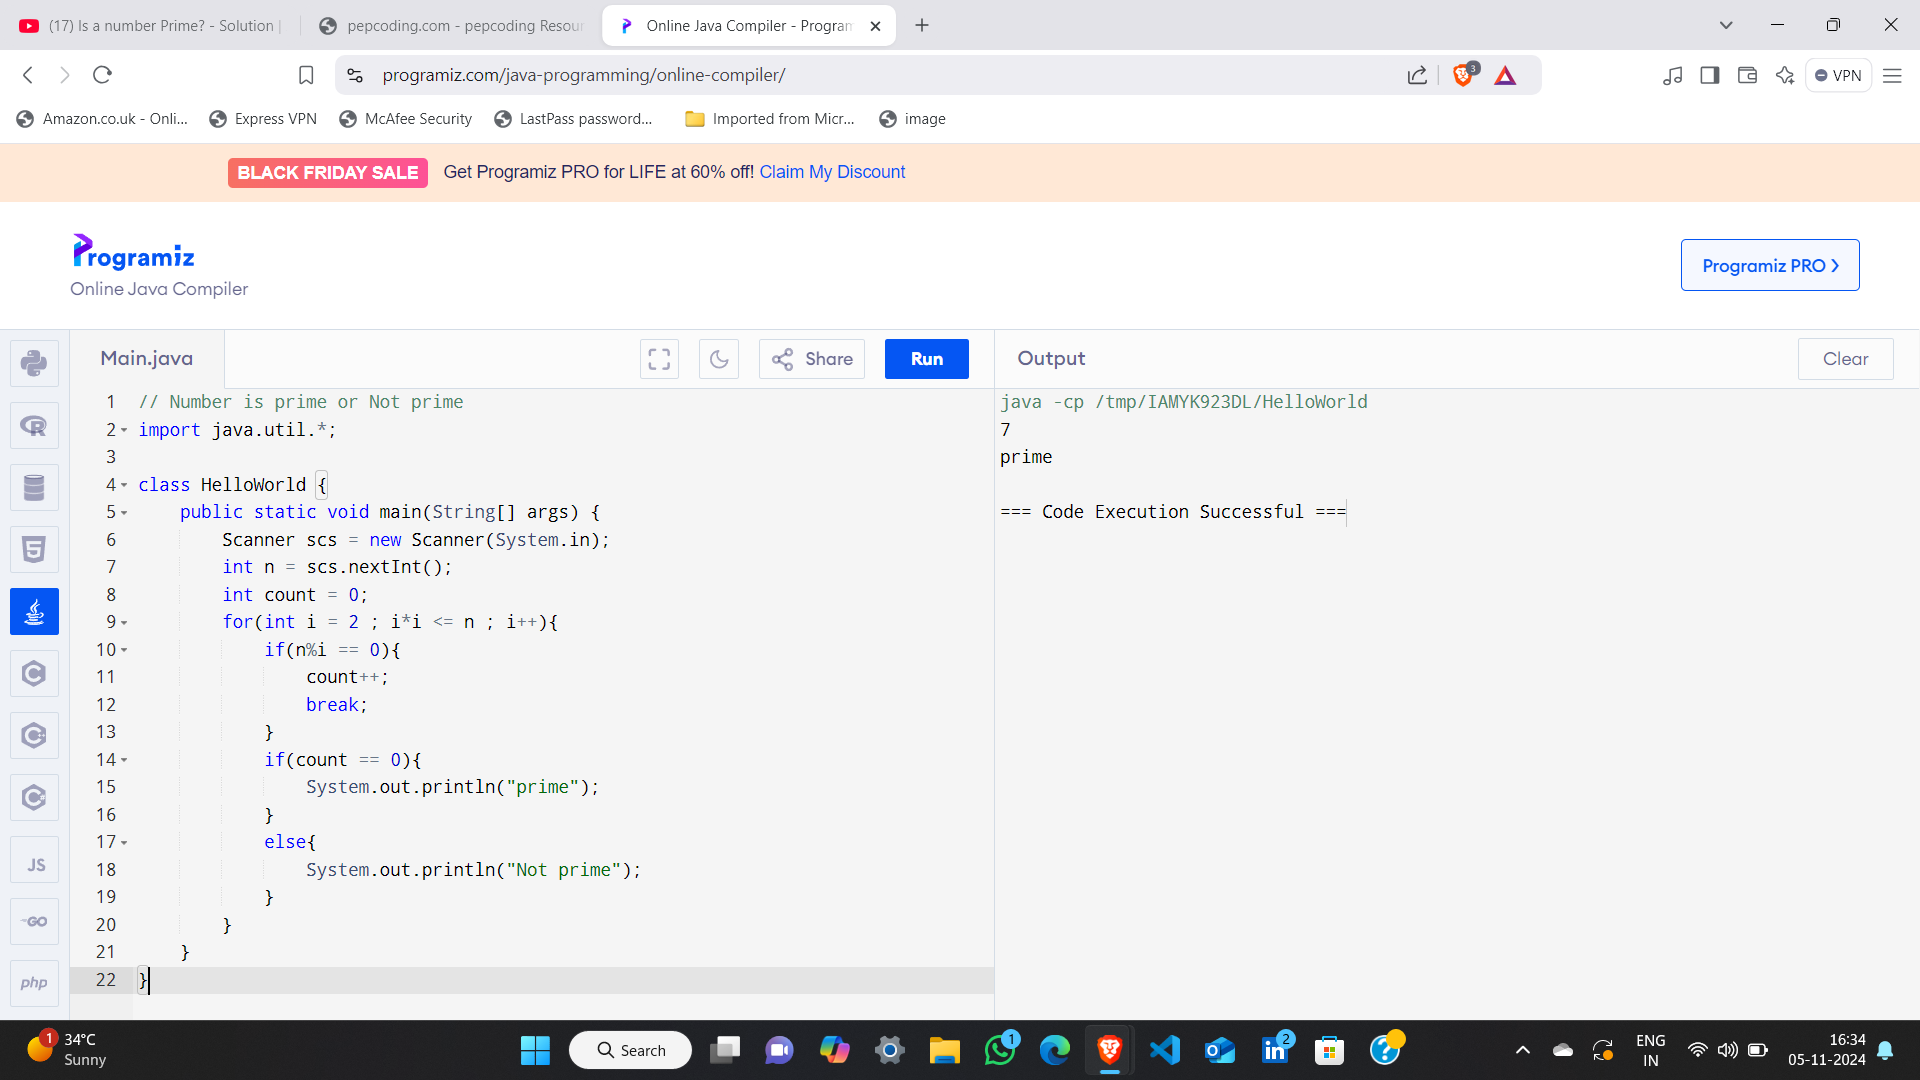 (17) Is a number Prime? - Solution |
pepcoding.com - pepcoding Resou
Online Java Compiler - Program
programiz.com/java-programming/online-compiler/
3
VPN
Amazon.co.uk - Onli...
Express VPN
McAfee Security
LastPass password...
Imported from Micr...
image
BLACK FRIDAY SALE Get Programiz PRO for LIFE at 60% off! Claim My Discount
Programiz
Online Java Compiler
Programiz PRO >
Main.java
Share
Run
Output
Clear
1 // Number is prime or Not prime
2 import java.util.*;
3
4 class HelloWorld {
5 public static void main(String[] args) {
6 Scanner scs = new Scanner(System.in);
7 int n = scs.nextInt();
8 int count = 0;
9 for(int i = 2 ; i*i <= n ; i++){
10 if(n%i == 0){
11 count++;
12 break;
13 }
14 if(count == 0){
15 System.out.println("prime");
16 }
17 else{
18 System.out.println("Not prime");
19 }
20 }
21 }
22 }
java -cp /tmp/IAMYK923DL/HelloWorld
7
prime
=== Code Execution Successful ===
R
5
C
C
C
JS
GO
php
1
34°C
Sunny
Search
1
2
ENG
IN
16:34
05-11-2024